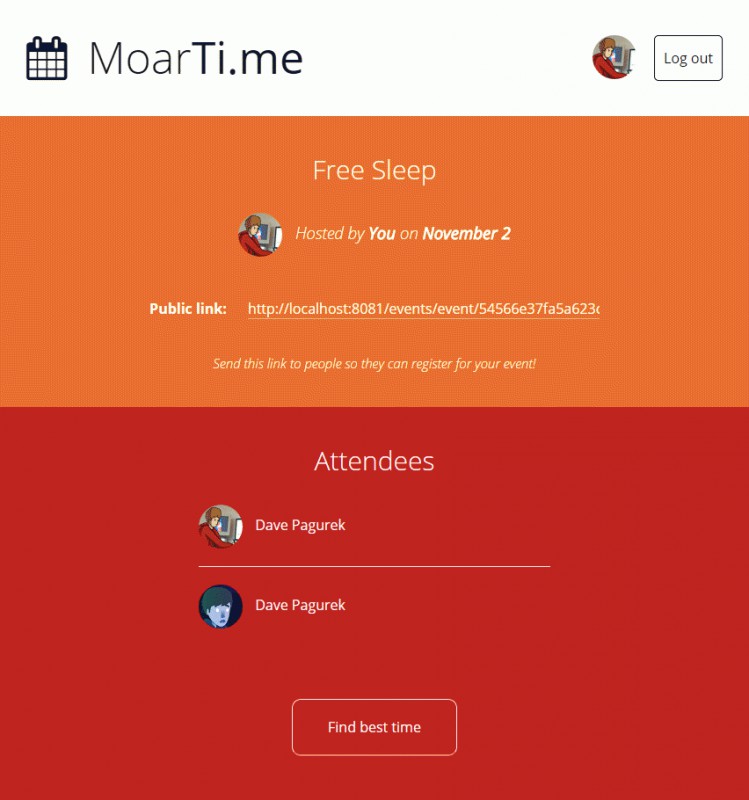 MoarTi.me
Log out
Free Sleep
Hosted by You on November 2
Public link: http://localhost:8081/events/event/54566e37fa5a623
Send this link to people so they can register for your event!
Attendees
Dave Pagurek
Dave Pagurek
Find best time